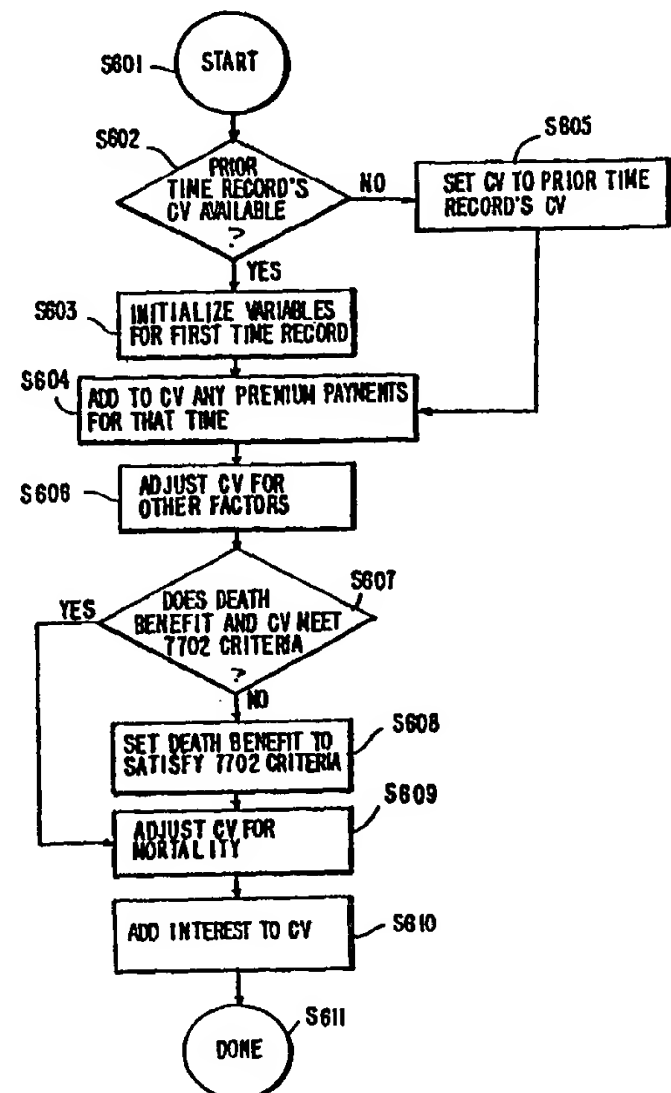 S601
START
S602
PRIOR
TIME RECORD'S
CV AVAILABLE
?
NO
S605
SET CV TO PRIOR TIME
RECORD'S CV
YES
S603
INITIALIZE VARIABLES
FOR FIRST TIME RECORD
S604
ADD TO CV ANY PREMIUM PAYMENTS
FOR THAT TIME
S606
ADJUST CV FOR
OTHER FACTORS
S607
YES
DOES DEATH
BENEFIT AND CV MEET
7702 CRITERIA
?
NO
S608
SET DEATH BENEFIT TO
SATISFY 7702 CRITERIA
S609
ADJUST CV FOR
MORTALITY
S610
ADD INTEREST TO CV
S611
DONE